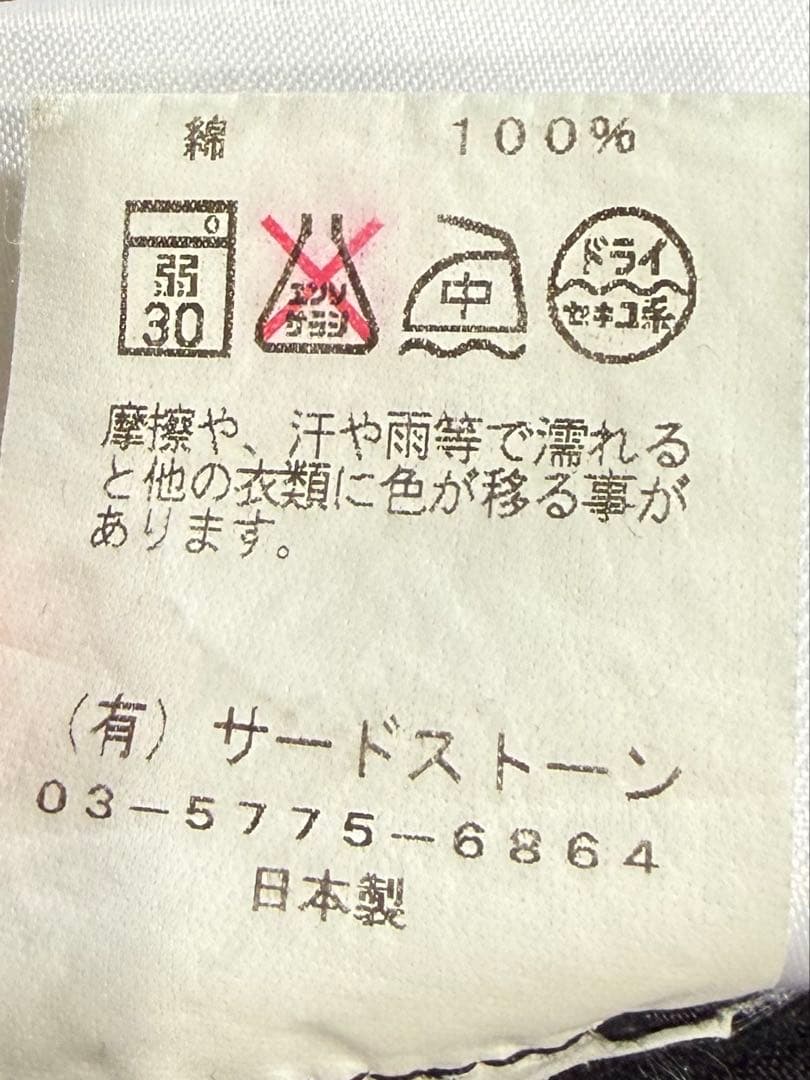 綿 100%
弱 30 エンソ サラシ 中 ドライ セキユ系
摩擦や、汗や雨等で濡れる
と他の衣類に色が移る事が
あります。
(有) サードストーン
03-5775-6864
日本製